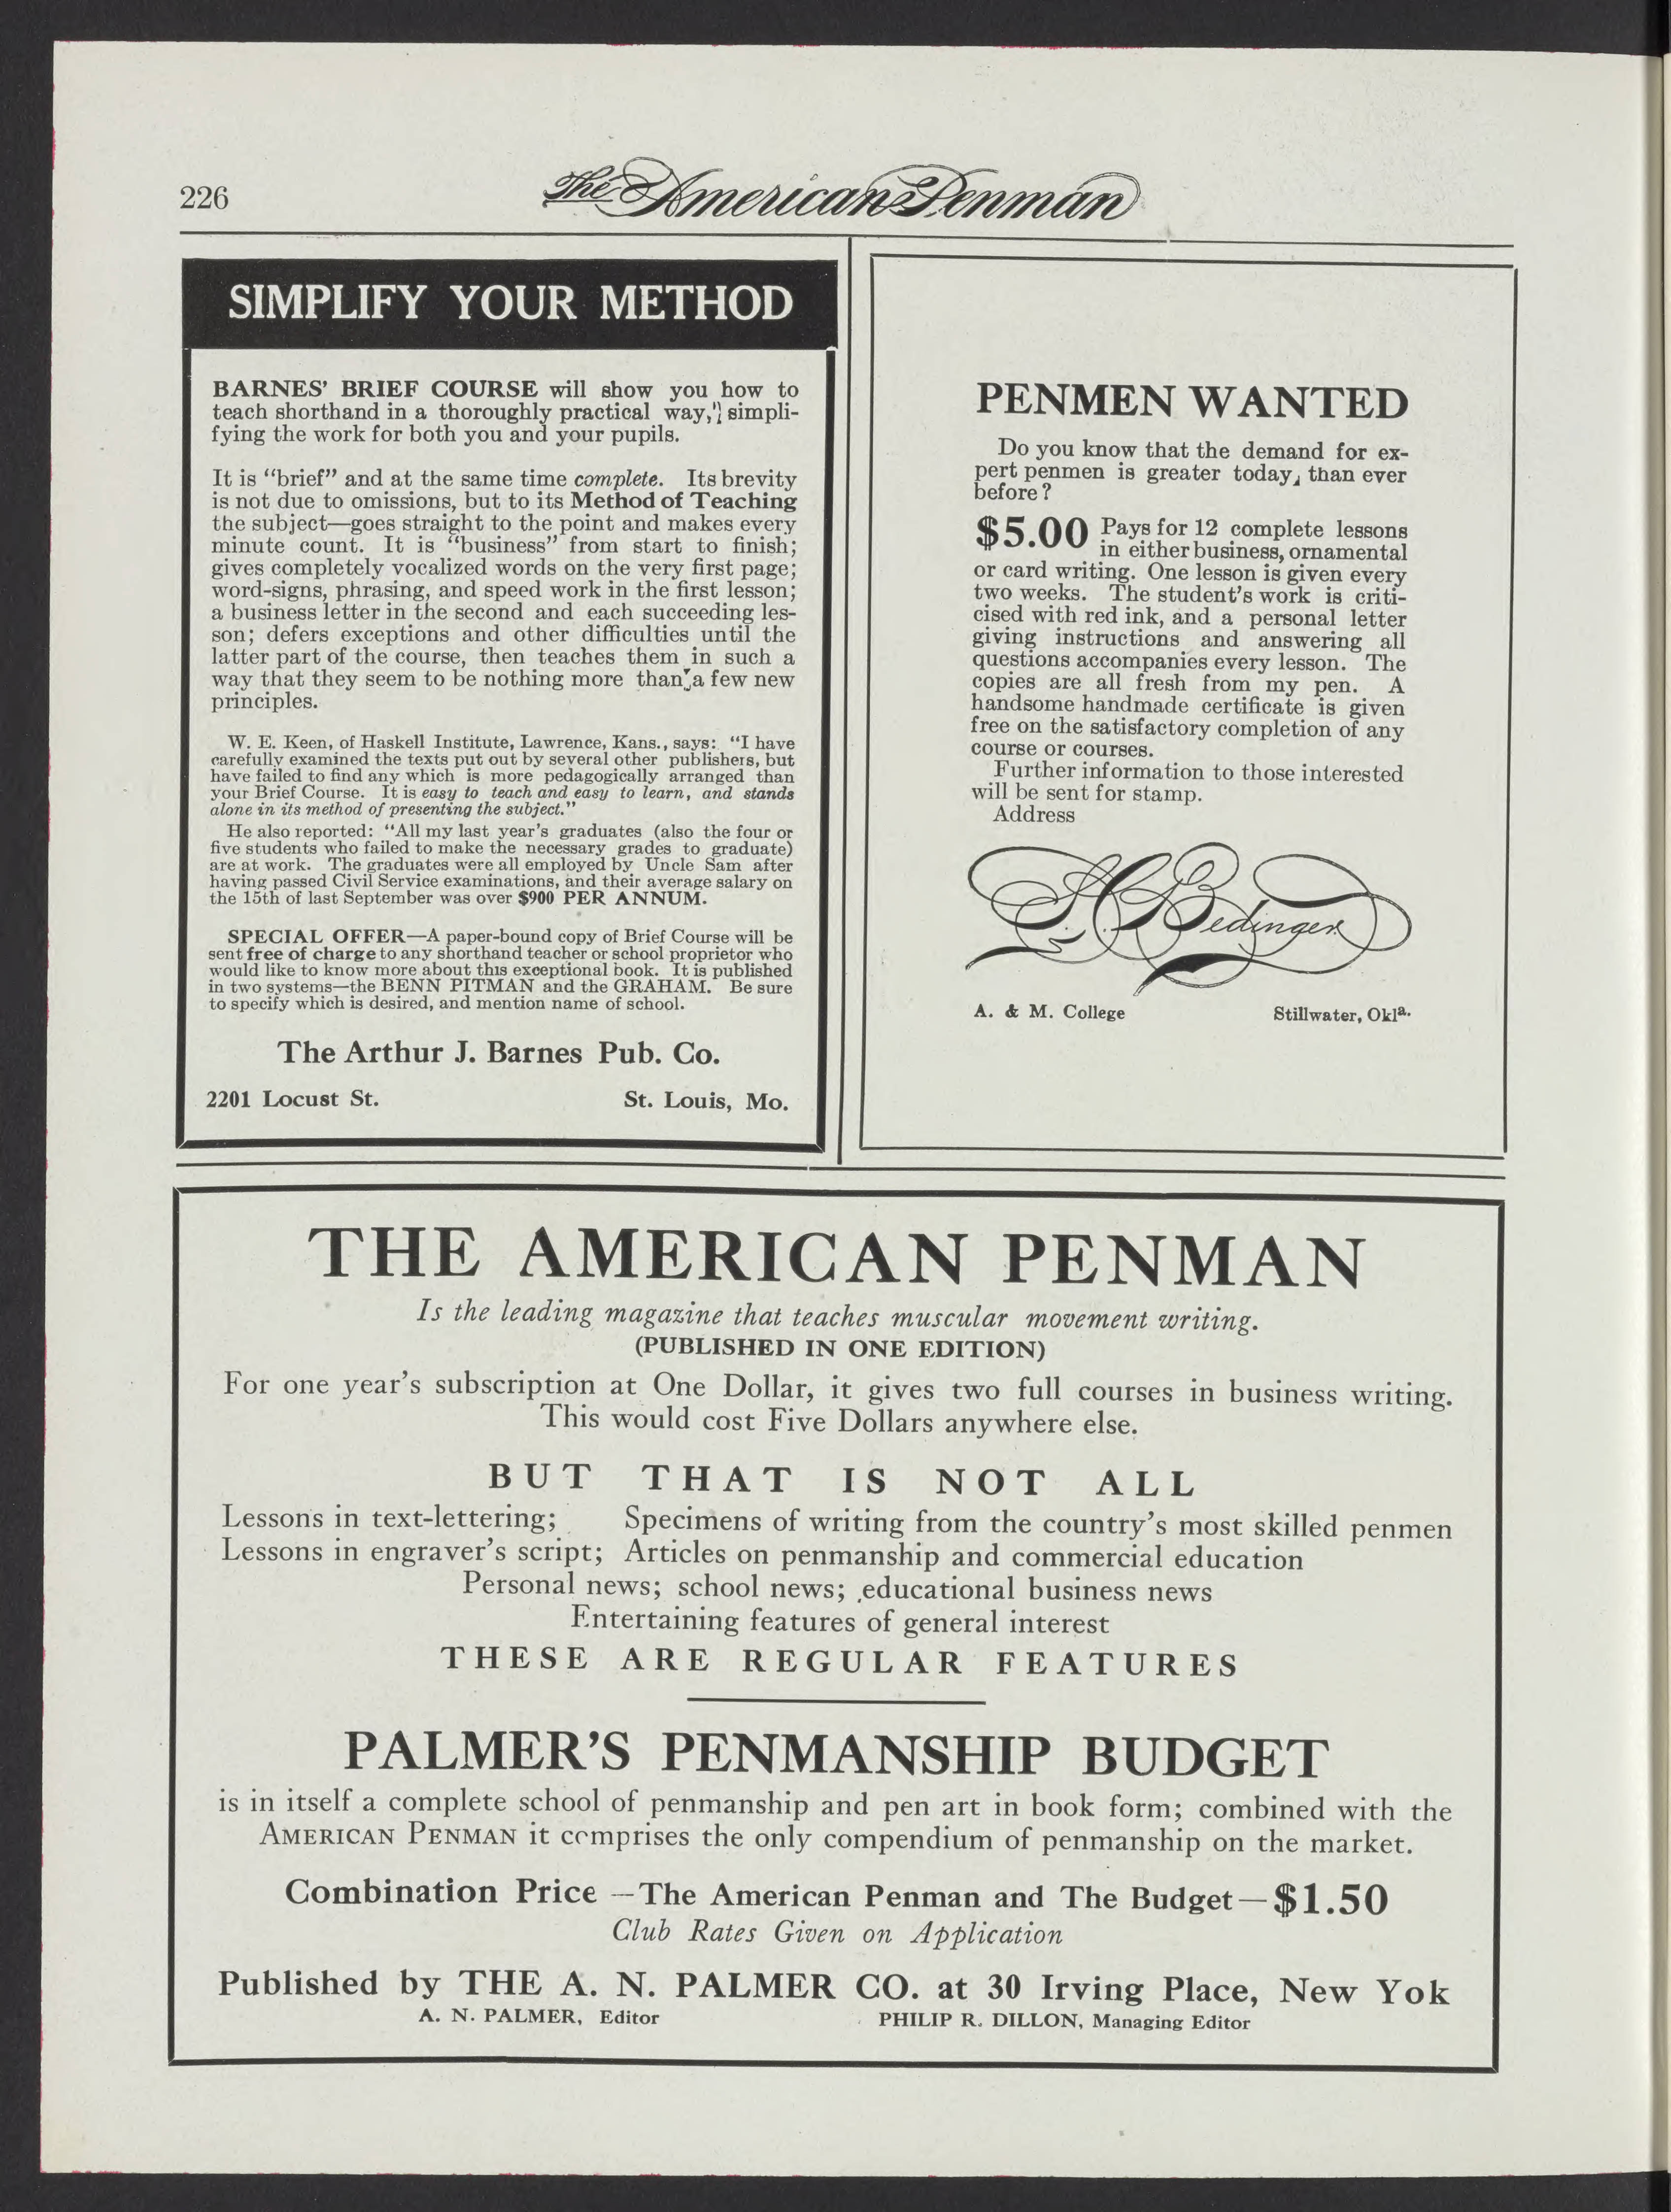 226
The American Penman
SIMPLIFY YOUR METHOD
BARNES' BRIEF COURSE will show you how to
teach shorthand in a thoroughly practical way, simpli-
fying the work for both you and your pupils.
It is "brief" and at the same time complete. Its brevity
is not due to omissions, but to its Method of Teaching
the subject—goes straight to the point and makes every
minute count. It is "business" from start to finish;
gives completely vocalized words on the very first page;
word-signs, phrasing, and speed work in the first lesson;
a business letter in the second and each succeeding les-
son; defers exceptions and other difficulties until the
latter part of the course, then teaches them in such a
way that they seem to be nothing more than a few new
principles.
W. E. Keen, of Haskell Institute, Lawrence, Kans., says: "I have
carefully examined the texts put out by several other publishers, but
have failed to find any which is more pedagogically arranged than
your Brief Course. It is easy to teach and easy to learn, and stands
alone in its method of presenting the subject."
He also reported: "All my last year's graduates (also the four or
five students who failed to make the necessary grades to graduate)
are at work. The graduates were all employed by Uncle Sam after
having passed Civil Service examinations, and their average salary on
the 15th of last September was over $900 PER ANNUM.
SPECIAL OFFER—A paper-bound copy of Brief Course will be
sent free of charge to any shorthand teacher or school proprietor who
would like to know more about this exceptional book. It is published
in two systems—the BENN PITMAN and the GRAHAM. Be sure
to specify which is desired, and mention name of school.
The Arthur J. Barnes Pub. Co.
2201 Locust St. St. Louis, Mo.
PENMEN WANTED
Do you know that the demand for ex-
pert penmen is greater today, than ever
before?
$5.00 Pays for 12 complete lessons
in either business, ornamental
or card writing. One lesson is given every
two weeks. The student's work is criti-
cised with red ink, and a personal letter
giving instructions and answering all
questions accompanies every lesson. The
copies are all fresh from my pen. A
handsome handmade certificate is given
free on the satisfactory completion of any
course or courses.
Further information to those interested
will be sent for stamp.
Address
Bedinger
A. & M. College Stillwater, Okla.
THE AMERICAN PENMAN
Is the leading magazine that teaches muscular movement writing.
(PUBLISHED IN ONE EDITION)
For one year's subscription at One Dollar, it gives two full courses in business writing.
This would cost Five Dollars anywhere else.
BUT THAT IS NOT ALL
Lessons in text-lettering; Specimens of writing from the country's most skilled penmen
Lessons in engraver's script; Articles on penmanship and commercial education
Personal news; school news; educational business news
Entertaining features of general interest
THESE ARE REGULAR FEATURES
PALMER'S PENMANSHIP BUDGET
is in itself a complete school of penmanship and pen art in book form; combined with the
AMERICAN PENMAN it comprises the only compendium of penmanship on the market.
Combination Price —The American Penman and The Budget—$1.50
Club Rates Given on Application
Published by THE A. N. PALMER CO. at 30 Irving Place, New Yok
A. N. PALMER, Editor PHILIP R. DILLON, Managing Editor